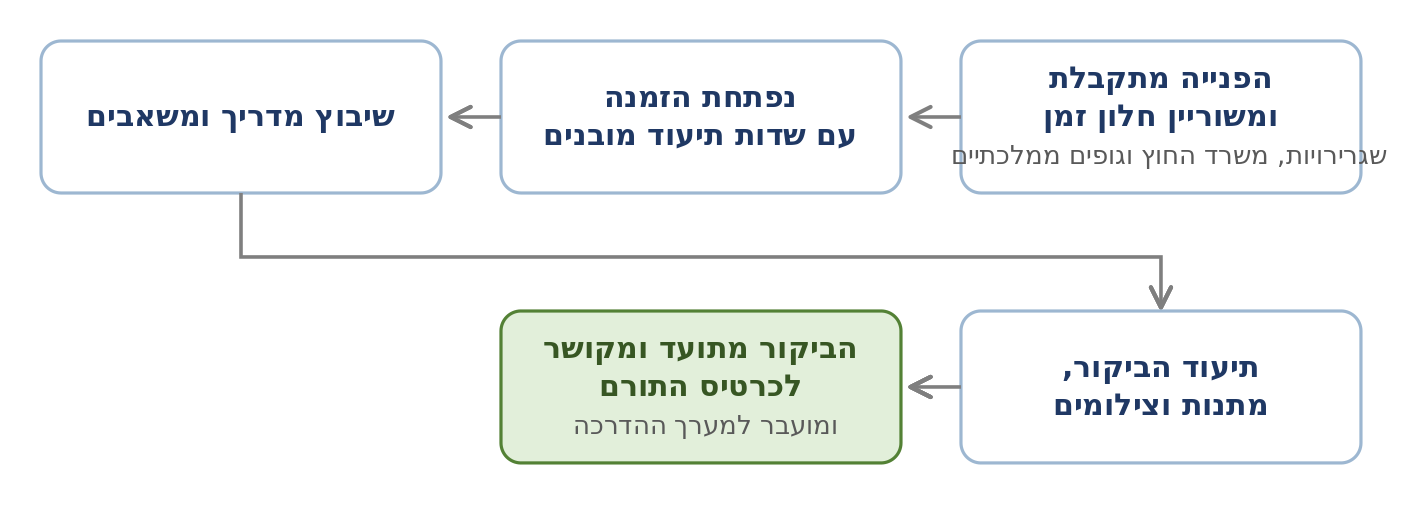 הפנייה מתקבלת
ומשוריין חלון זמן
שגרירויות, משרד החוץ וגופים ממלכתיים
נפתחת הזמנה
עם שדות תיעוד מובנים
שיבוץ מדריך ומשאבים
תיעוד הביקור,
מתנות וצילומים
הביקור מתועד ומקושר
לכרטיס התורם
ומועבר למערך ההדרכה